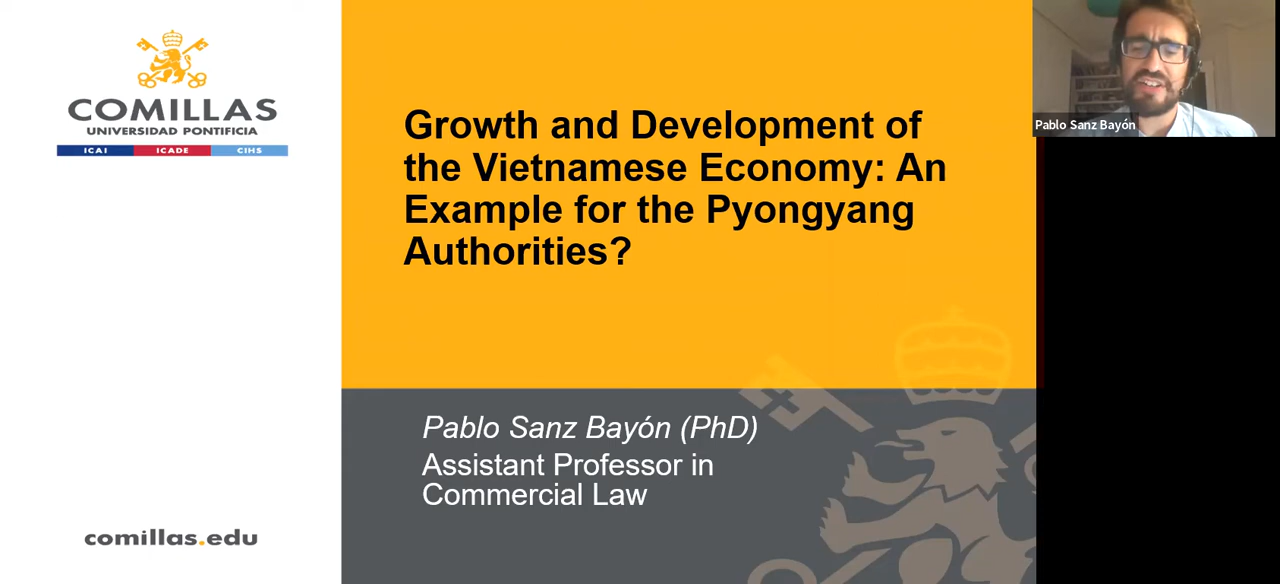 COMILLAS
UNIVERSIDAD PONTIFICIA
ICAI ICADE CIHS
Growth and Development of
the Vietnamese Economy: An
Example for the Pyongyang
Authorities?
Pablo Sanz Bayón
Pablo Sanz Bayón (PhD)
Assistant Professor in
Commercial Law
comillas.edu